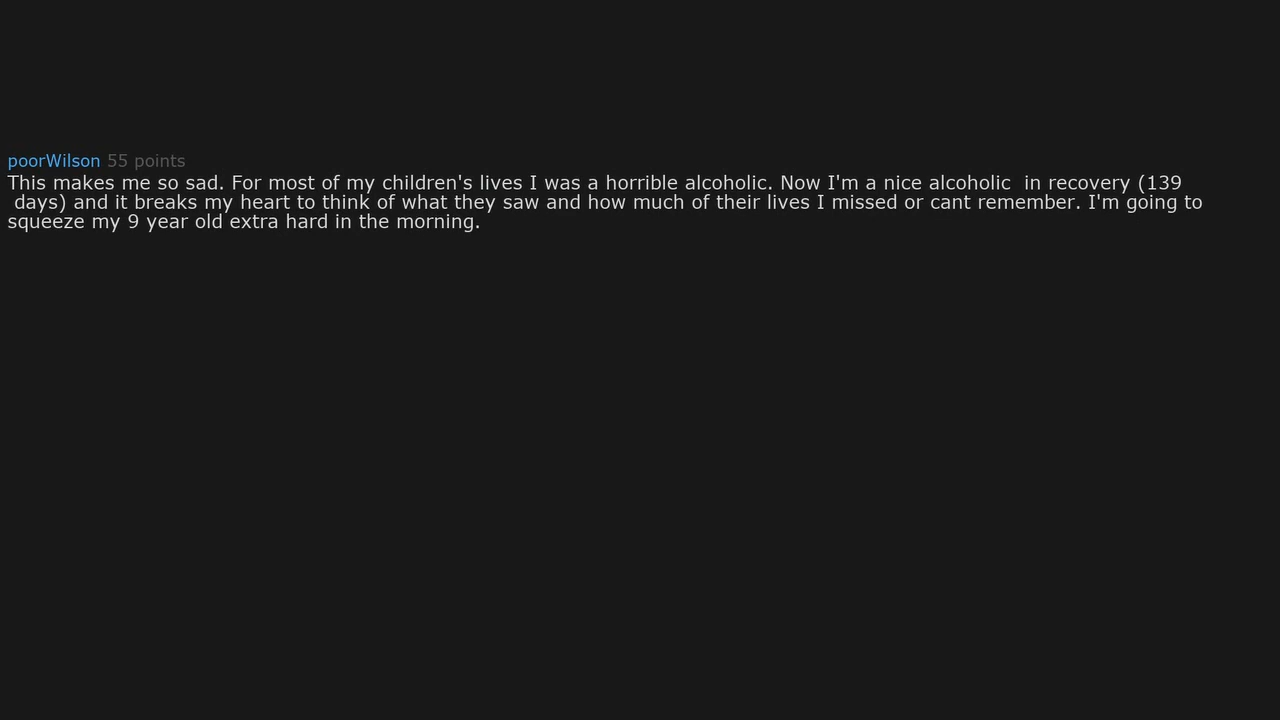 poorWilson 55 points
This makes me so sad. For most of my children's lives I was a horrible alcoholic. Now I'm a nice alcoholic  in recovery (139
days) and it breaks my heart to think of what they saw and how much of their lives I missed or cant remember. I'm going to
squeeze my 9 year old extra hard in the morning.